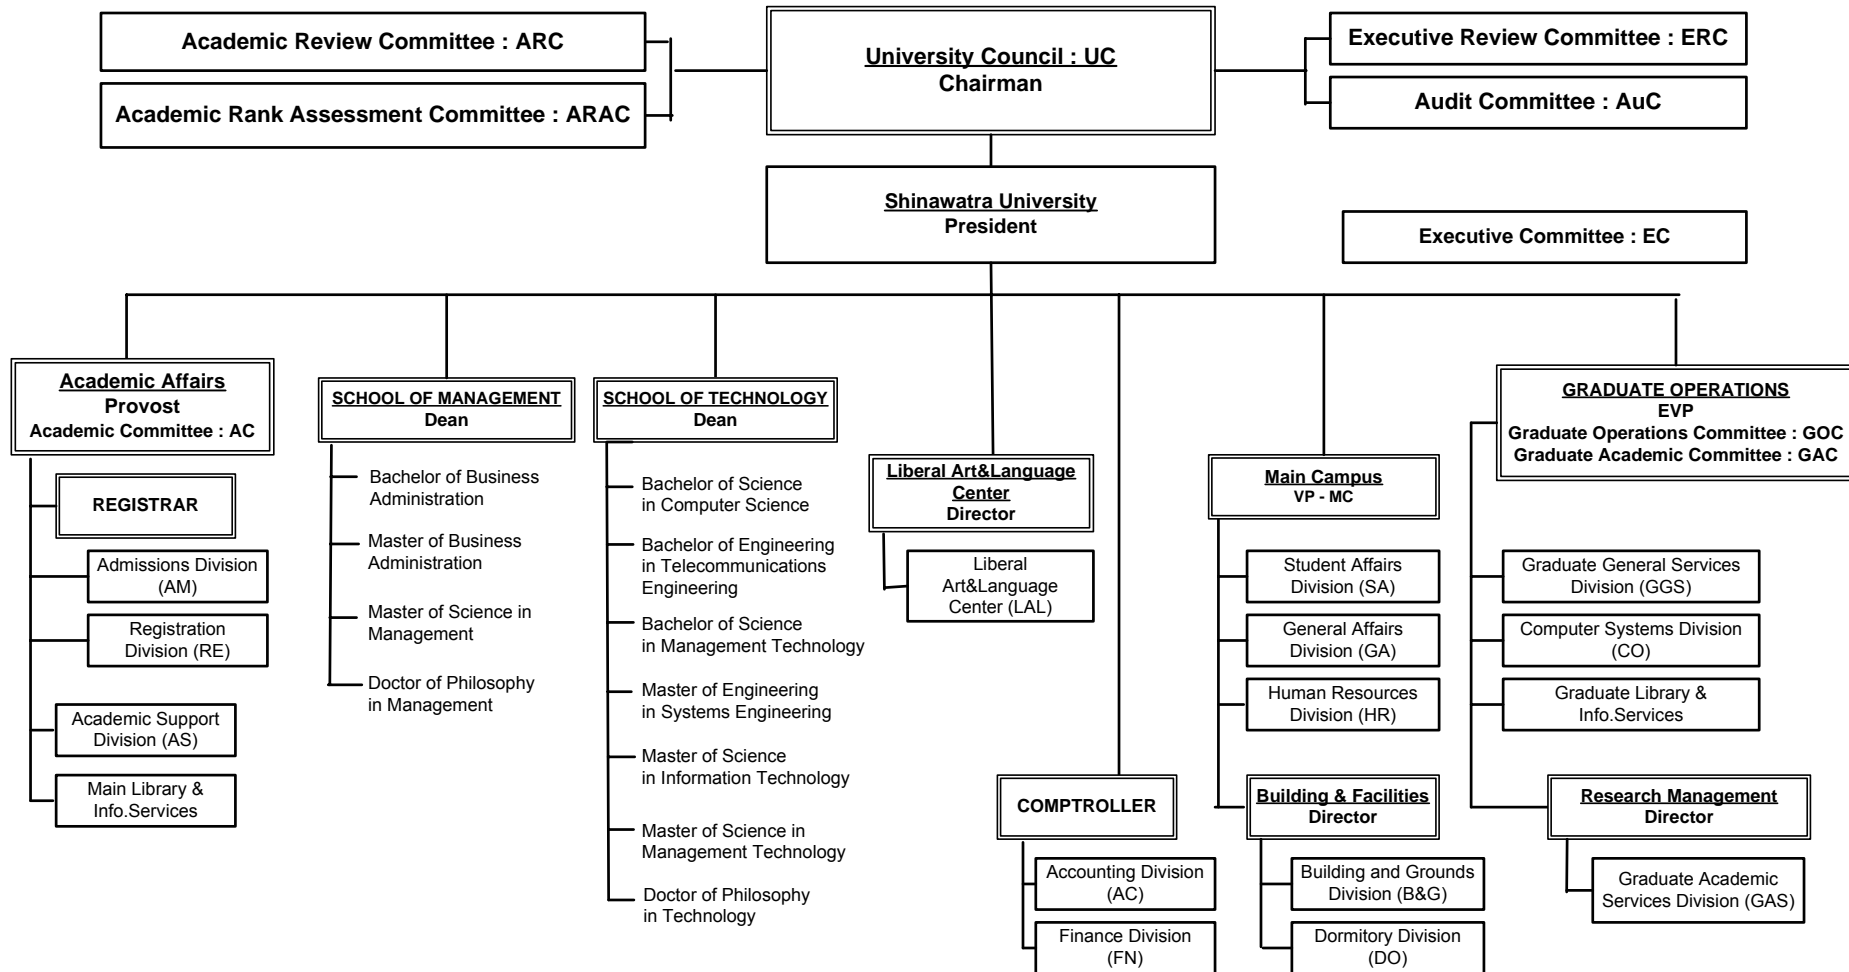 Academic Review Committee : ARC
Academic Rank Assessment Committee : ARAC
University Council : UC
Chairman
Executive Review Committee : ERC
Audit Committee : AuC
Shinawatra University
President
Executive Committee : EC
Academic Affairs
Provost
Academic Committee : AC
REGISTRAR
Admissions Division
(AM)
Registration
Division (RE)
Academic Support
Division (AS)
Main Library &
Info.Services
SCHOOL OF MANAGEMENT
Dean
Bachelor of Business
Administration
Master of Business
Administration
Master of Science in
Management
Doctor of Philosophy
in Management
SCHOOL OF TECHNOLOGY
Dean
Bachelor of Science
in Computer Science
Bachelor of Engineering
in Telecommunications
Engineering
Bachelor of Science
in Management Technology
Master of Engineering
in Systems Engineering
Master of Science
in Information Technology
Master of Science in
Management Technology
Doctor of Philosophy
in Technology
Liberal Art&Language
Center
Director
Liberal
Art&Language
Center (LAL)
COMPTROLLER
Accounting Division
(AC)
Finance Division
(FN)
Main Campus
VP - MC
Student Affairs
Division (SA)
General Affairs
Division (GA)
Human Resources
Division (HR)
Building & Facilities
Director
Building and Grounds
Division (B&G)
Dormitory Division
(DO)
GRADUATE OPERATIONS
EVP
Graduate Operations Committee : GOC
Graduate Academic Committee : GAC
Graduate General Services
Division (GGS)
Computer Systems Division
(CO)
Graduate Library &
Info.Services
Research Management
Director
Graduate Academic
Services Division (GAS)